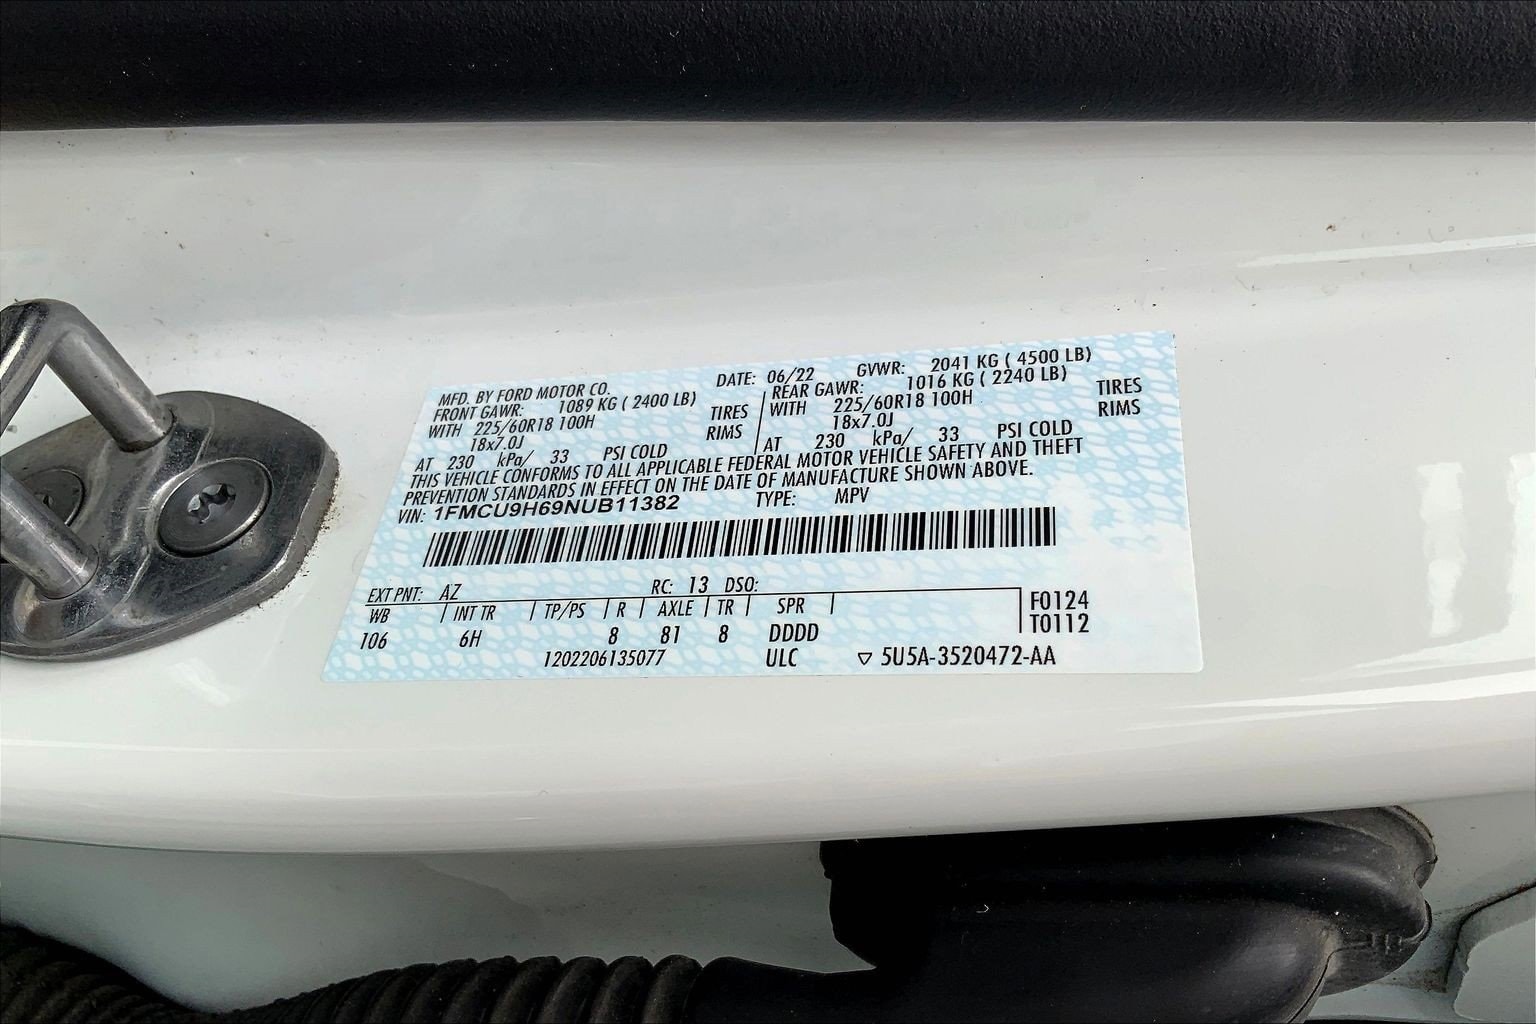 MFD. BY FORD MOTOR CO. DATE: 06/22 GVWR: 2041 KG ( 4500 LB)
FRONT GAWR: 1089 KG ( 2400 LB) REAR GAWR: 1016 KG ( 2240 LB)
WITH 225/60R18 100H TIRES WITH 225/60R18 100H TIRES
18x7.0J RIMS 18x7.0J RIMS
AT 230 kPa/ 33 PSI COLD AT 230 kPa/ 33 PSI COLD
THIS VEHICLE CONFORMS TO ALL APPLICABLE FEDERAL MOTOR VEHICLE SAFETY AND THEFT
PREVENTION STANDARDS IN EFFECT ON THE DATE OF MANUFACTURE SHOWN ABOVE.
VIN: 1FMCU9H69NUB11382 TYPE: MPV
EXT PNT: AZ RC: 13 DSO:
WB | INT TR | TP/PS | R | AXLE | TR | SPR | F0124
106 6H 8 81 8 DDDD T0112
1202206135077 ULC ▽ 5U5A-3520472-AA